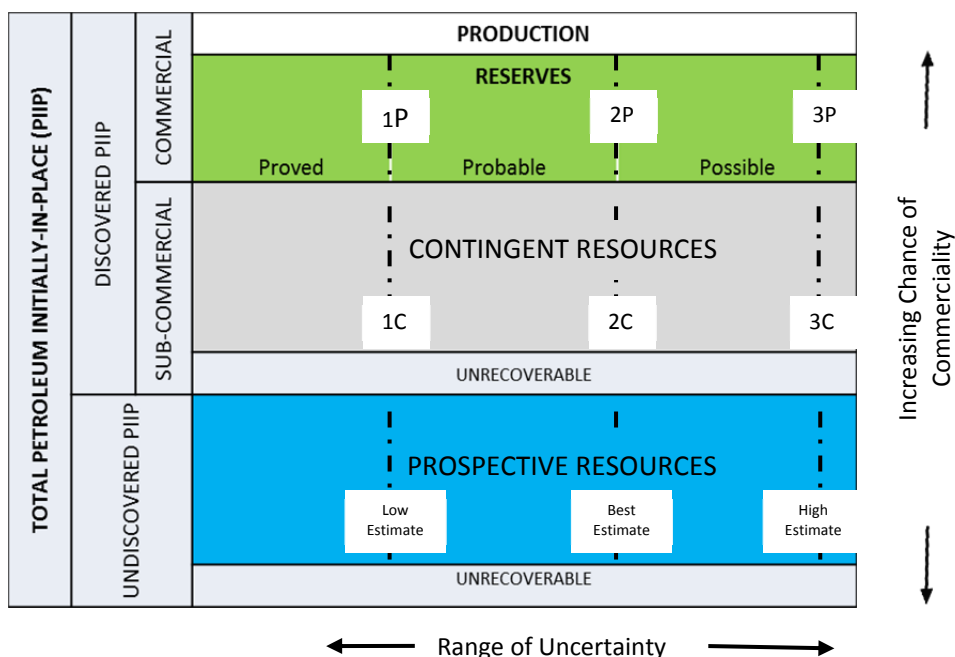 TOTAL PETROLEUM INITIALLY-IN-PLACE (PIIP)
DISCOVERED PIIP
UNDISCOVERED PIIP
COMMERCIAL
SUB-COMMERCIAL
PRODUCTION
RESERVES
1P 2P 3P
Proved Probable Possible
CONTINGENT RESOURCES
1C 2C 3C
UNRECOVERABLE
PROSPECTIVE RESOURCES
Low Best High
Estimate Estimate Estimate
UNRECOVERABLE
Increasing Chance of
Commerciality
Range of Uncertainty